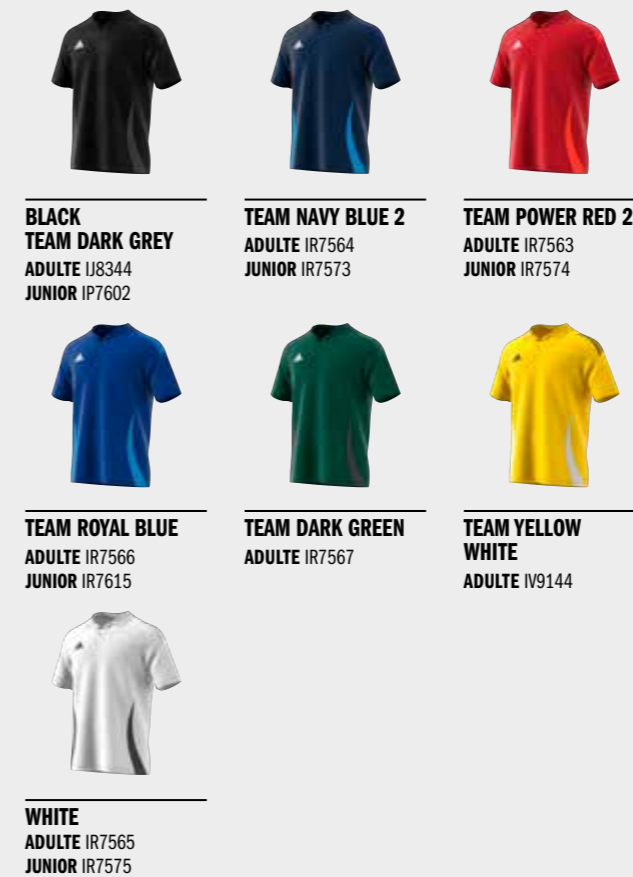 BLACK
TEAM DARK GREY
ADULTE IJ8344
JUNIOR IP7602
TEAM NAVY BLUE 2
ADULTE IR7564
JUNIOR IR7573
TEAM POWER RED 2
ADULTE IR7563
JUNIOR IR7574
TEAM ROYAL BLUE
ADULTE IR7566
JUNIOR IR7615
TEAM DARK GREEN
ADULTE IR7567
TEAM YELLOW
WHITE
ADULTE IV9144
WHITE
ADULTE IR7565
JUNIOR IR7575